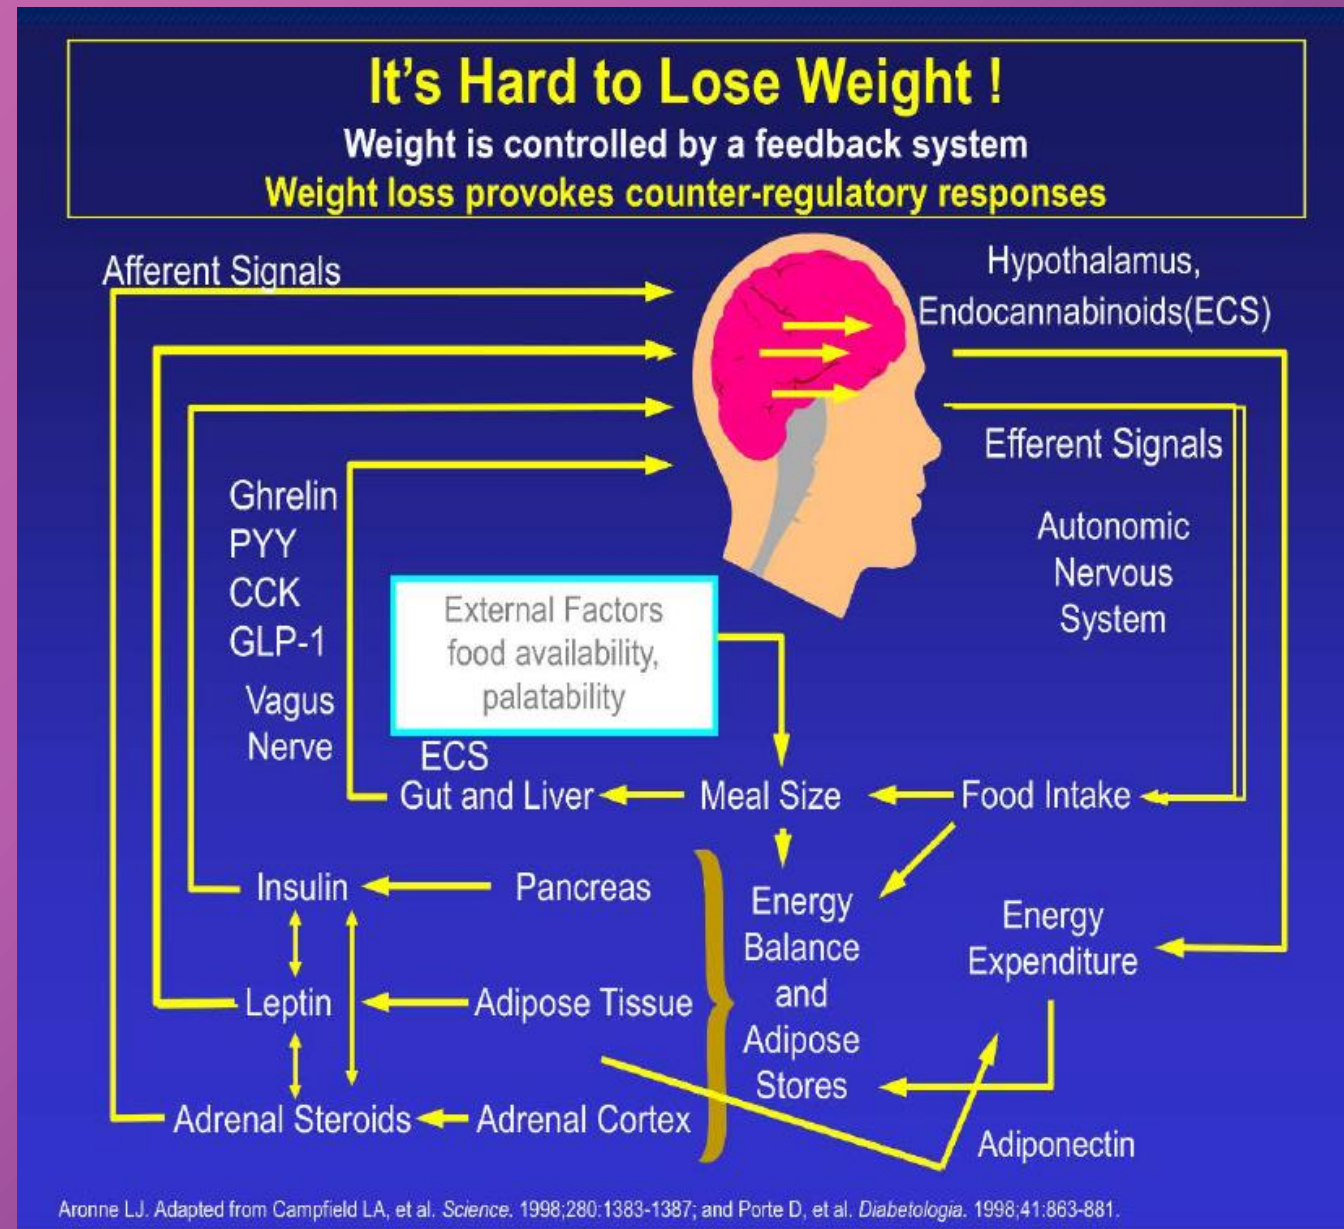 It's Hard to Lose Weight !
Weight is controlled by a feedback system
Weight loss provokes counter-regulatory responses
Afferent Signals
Hypothalamus,
Endocannabinoids(ECS)
Efferent Signals
Autonomic
Nervous
System
Ghrelin
PYY
CCK
GLP-1
Vagus
Nerve
External Factors
food availability,
palatability
ECS
Gut and Liver
Meal Size
Food Intake
Insulin
Pancreas
Energy
Balance
and
Adipose
Stores
Energy
Expenditure
Leptin
Adipose Tissue
Adrenal Steroids
Adrenal Cortex
Adiponectin
Aronne LJ. Adapted from Campfield LA, et al. Science. 1998;280:1383-1387; and Porte D, et al. Diabetologia. 1998;41:863-881.